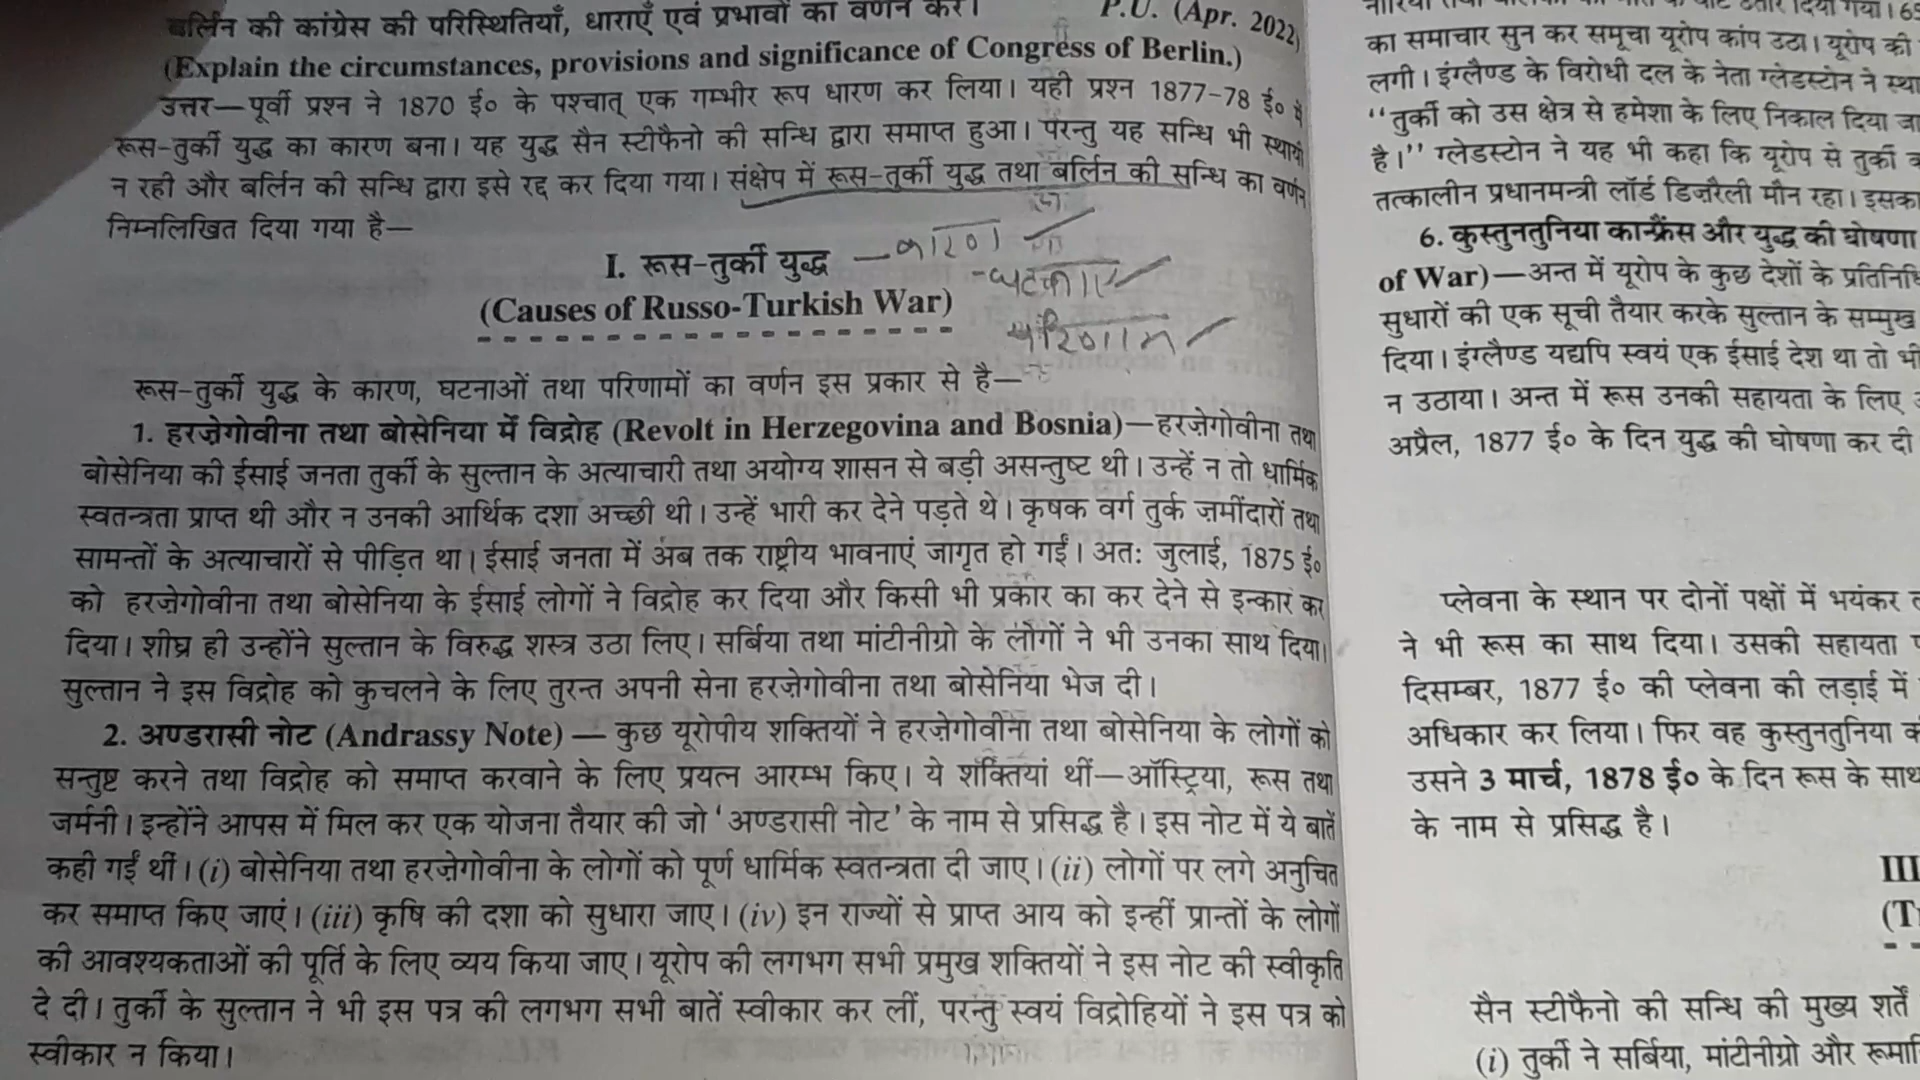 बर्लिन की कांग्रेस की परिस्थितियाँ, धाराएँ एवं प्रभावों का वर्णन करें।
P.U. (Apr. 2022)
(Explain the circumstances, provisions and significance of Congress of Berlin.)
उत्तर—पूर्वी प्रश्न ने 1870 ई० के पश्चात् एक गम्भीर रूप धारण कर लिया। यही प्रश्न 1877-78 ई० में
रूस-तुर्की युद्ध का कारण बना। यह युद्ध सैन स्टीफैनो की सन्धि द्वारा समाप्त हुआ। परन्तु यह सन्धि भी स्थायी
न रही और बर्लिन की सन्धि द्वारा इसे रद्द कर दिया गया। संक्षेप में रूस-तुर्की युद्ध तथा बर्लिन की सन्धि का वर्णन
निम्नलिखित दिया गया है—
I. रूस-तुर्की युद्ध — कारण
(Causes of Russo-Turkish War)
परिणाम
रूस-तुर्की युद्ध के कारण, घटनाओं तथा परिणामों का वर्णन इस प्रकार से है—
1. हरज़ेगोवीना तथा बोसेनिया में विद्रोह (Revolt in Herzegovina and Bosnia)—हरज़ेगोवीना तथा
बोसेनिया की ईसाई जनता तुर्की के सुल्तान के अत्याचारी तथा अयोग्य शासन से बड़ी असन्तुष्ट थी। उन्हें न तो धार्मिक
स्वतन्त्रता प्राप्त थी और न उनकी आर्थिक दशा अच्छी थी। उन्हें भारी कर देने पड़ते थे। कृषक वर्ग तुर्क ज़मींदारों तथा
सामन्तों के अत्याचारों से पीड़ित था। ईसाई जनता में अब तक राष्ट्रीय भावनाएं जागृत हो गईं। अतः जुलाई, 1875 ई०
को हरज़ेगोवीना तथा बोसेनिया के ईसाई लोगों ने विद्रोह कर दिया और किसी भी प्रकार का कर देने से इन्कार कर
दिया। शीघ्र ही उन्होंने सुल्तान के विरुद्ध शस्त्र उठा लिए। सर्बिया तथा मांटीनीग्रो के लोगों ने भी उनका साथ दिया।
सुल्तान ने इस विद्रोह को कुचलने के लिए तुरन्त अपनी सेना हरज़ेगोवीना तथा बोसेनिया भेज दी।
2. अण्डरासी नोट (Andrassy Note) — कुछ यूरोपीय शक्तियों ने हरज़ेगोवीना तथा बोसेनिया के लोगों को
सन्तुष्ट करने तथा विद्रोह को समाप्त करवाने के लिए प्रयत्न आरम्भ किए। ये शक्तियां थीं—ऑस्ट्रिया, रूस तथा
जर्मनी। इन्होंने आपस में मिल कर एक योजना तैयार की जो 'अण्डरासी नोट' के नाम से प्रसिद्ध है। इस नोट में ये बातें
कही गईं थीं। (i) बोसेनिया तथा हरज़ेगोवीना के लोगों को पूर्ण धार्मिक स्वतन्त्रता दी जाए। (ii) लोगों पर लगे अनुचित
कर समाप्त किए जाएं। (iii) कृषि की दशा को सुधारा जाए। (iv) इन राज्यों से प्राप्त आय को इन्हीं प्रान्तों के लोगों
की आवश्यकताओं की पूर्ति के लिए व्यय किया जाए। यूरोप की लगभग सभी प्रमुख शक्तियों ने इस नोट की स्वीकृति
दे दी। तुर्की के सुल्तान ने भी इस पत्र की लगभग सभी बातें स्वीकार कर लीं, परन्तु स्वयं विद्रोहियों ने इस पत्र को
स्वीकार न किया।
का समाचार सुन कर समूचा यूरोप कांप उठा। यूरोप की
लगी। इंग्लैण्ड के विरोधी दल के नेता ग्लेडस्टोन ने
"तुर्की को उस क्षेत्र से हमेशा के लिए निकाल दिया
है।" ग्लेडस्टोन ने यह भी कहा कि यूरोप से तुर्की
तत्कालीन प्रधानमन्त्री लॉर्ड डिज़रैली मौन रहा। इसका
6. कुस्तुनतुनिया कान्फ्रैंस और युद्ध की घोषणा
of War)—अन्त में यूरोप के कुछ देशों के
सुधारों की एक सूची तैयार करके सुल्तान के सम्मुख
दिया। इंग्लैण्ड यद्यपि स्वयं एक ईसाई देश था तो भी
न उठाया। अन्त में रूस उनकी सहायता के लिए
अप्रैल, 1877 ई० के दिन युद्ध की घोषणा कर दी
प्लेवना के स्थान पर दोनों पक्षों में भयंकर
ने भी रूस का साथ दिया। उसकी सहायता
दिसम्बर, 1877 ई० की प्लेवना की लड़ाई में
अधिकार कर लिया। फिर वह कुस्तुनतुनिया
उसने 3 मार्च, 1878 ई० के दिन रूस के साथ
के नाम से प्रसिद्ध है।
III
सैन स्टीफैनो की सन्धि की मुख्य शर्तें
(i) तुर्की ने सर्बिया, मांटीनीग्रो और